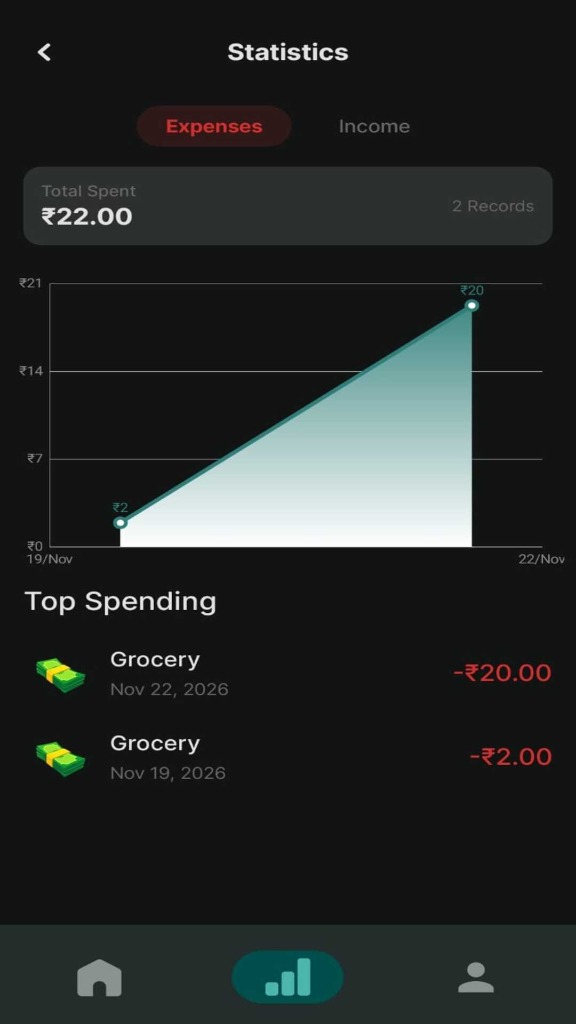 Statistics
Expenses
Income
Total Spent
₹22.00
2 Records
₹21
₹20
₹14
₹7
₹2
₹0
19/Nov
22/Nov
Top Spending
Grocery
Nov 22, 2026
-₹20.00
Grocery
Nov 19, 2026
-₹2.00